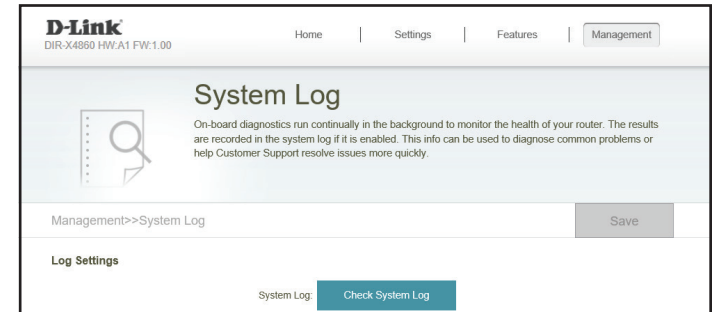 D-Link
DIR-X4860 HW:A1 FW:1.00
Home | Settings | Features | Management
System Log
On-board diagnostics run continually in the background to monitor the health of your router. The results
are recorded in the system log if it is enabled. This info can be used to diagnose common problems or
help Customer Support resolve issues more quickly.
Management>>System Log
Save
Log Settings
System Log: Check System Log